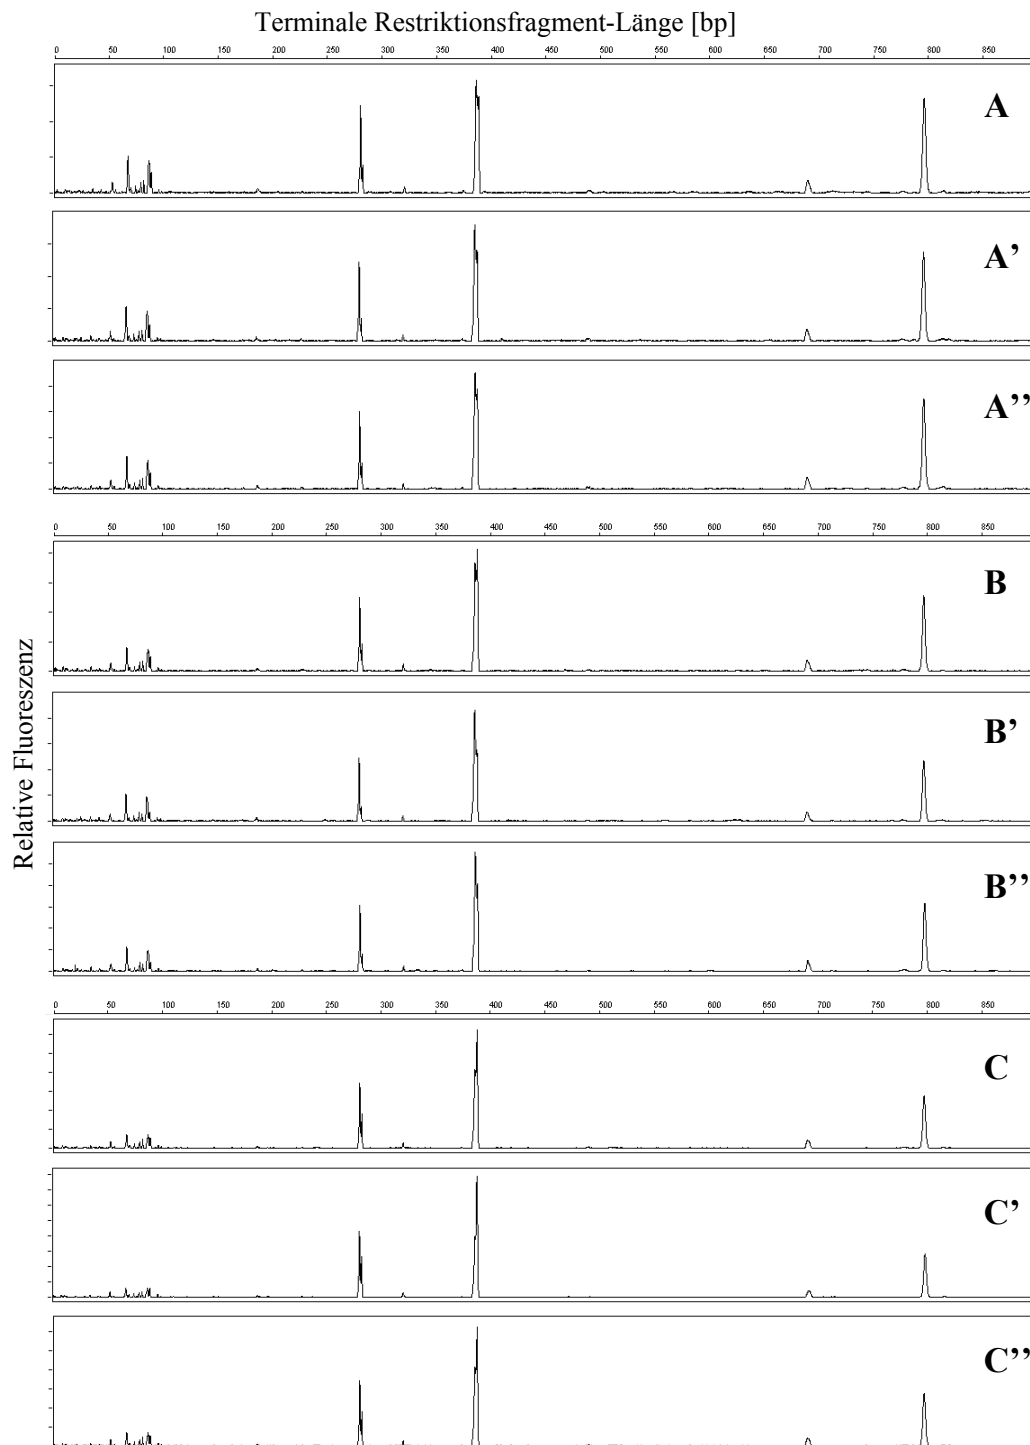 Terminale Restriktionsfragment-Länge [bp]
0 50 100 150 200 250 300 350 400 450 500 550 600 650 700 750 800 850
A
A’
A’’
0 50 100 150 200 250 300 350 400 450 500 550 600 650 700 750 800 850
Relative Fluoreszenz
B
B’
B’’
0 50 100 150 200 250 300 350 400 450 500 550 600 650 700 750 800 850
C
C’
C’’